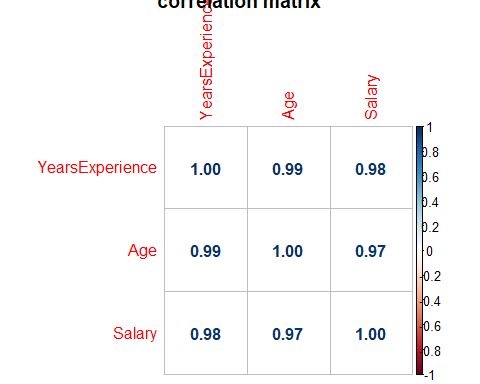 correlation matrix
YearsExperience
Age
Salary
YearsExperience 1.00 0.99 0.98
Age 0.99 1.00 0.97
Salary 0.98 0.97 1.00
1
0.8
0.6
0.4
0.2
0
-0.2
-0.4
-0.6
-0.8
-1